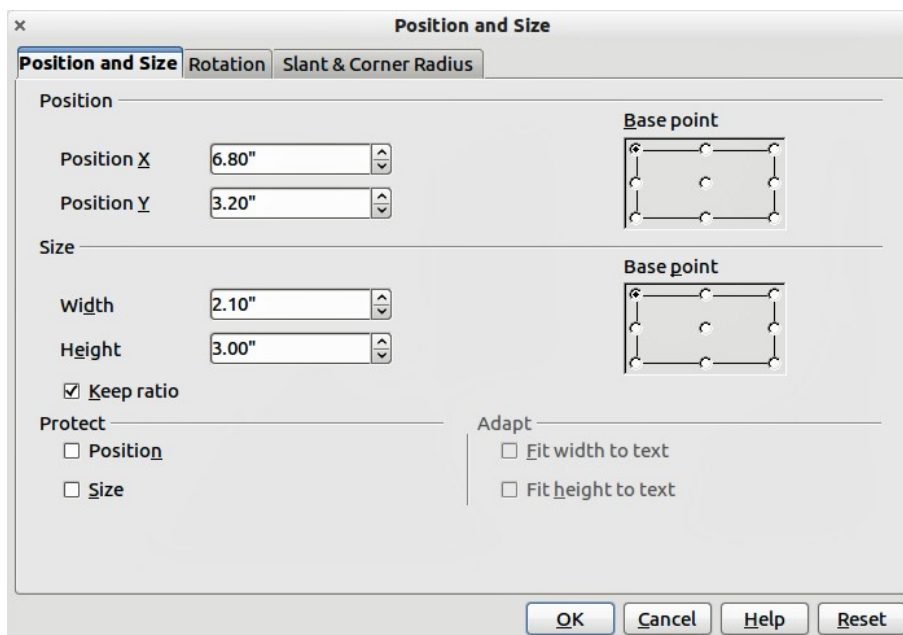 Position and Size
Position and Size Rotation Slant & Corner Radius
Position
Base point
Position X 6.80"
Position Y 3.20"
Size
Base point
Width 2.10"
Height 3.00"
Keep ratio
Protect Adapt
Position Fit width to text
Size Fit height to text
OK Cancel Help Reset